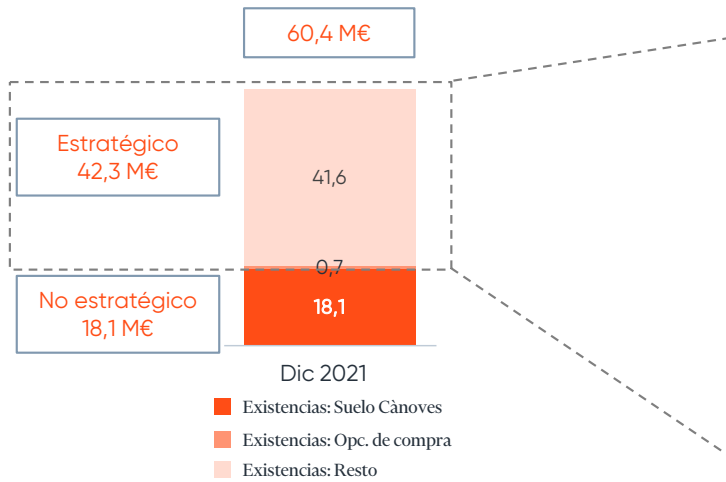 60,4 M€
Estratégico
42,3 M€
41,6
0,7
No estratégico
18,1 M€
18,1
Dic 2021
Existencias: Suelo Cànoves
Existencias: Opc. de compra
Existencias: Resto